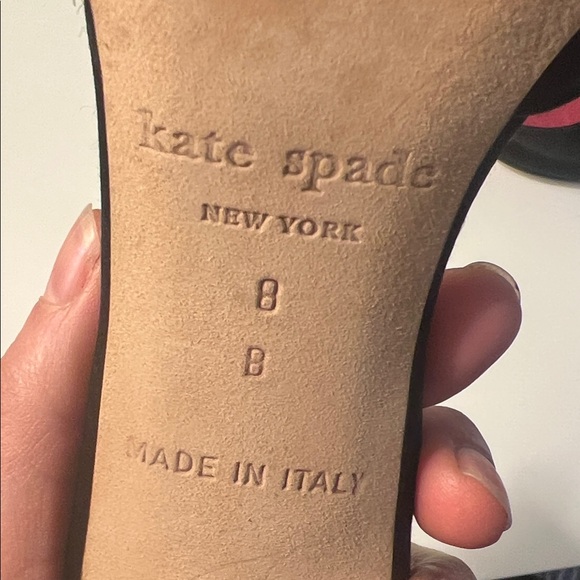 kate spade
NEW YORK
8
B
MADE IN ITALY